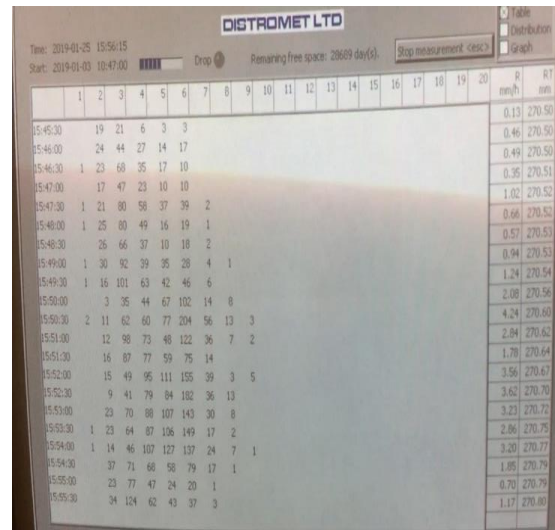 DISTROMET LTD
Time: 2019-01-25 15:56:15
Start: 2019-01-03 10:47:00 Drop Remaining free space: 28689 day(s). Stop measurement <esc>
Table
Distribution
Graph
1 2 3 4 5 6 7 8 9 10 11 12 13 14 15 16 17 18 19 20 R mm/h RT mm
15:45:30 19 21 6 3 3 0.13 270.50
15:46:00 24 44 27 14 17 0.46 270.50
15:46:30 1 23 68 35 17 10 0.49 270.50
15:47:00 17 47 23 10 10 0.35 270.51
15:47:30 1 21 80 58 37 39 2 1.02 270.52
15:48:00 1 25 80 49 16 19 1 0.66 270.52
15:48:30 26 66 37 10 18 2 0.57 270.53
15:49:00 1 30 92 39 35 28 4 1 0.94 270.53
15:49:30 1 16 101 63 42 46 6 1.24 270.54
15:50:00 3 35 44 67 102 14 8 2.08 270.56
15:50:30 2 11 62 60 77 204 56 13 3 4.24 270.60
15:51:00 12 98 73 48 122 36 7 2 2.84 270.62
15:51:30 16 87 77 59 75 14 1.78 270.64
15:52:00 15 49 95 111 155 39 3 5 3.56 270.67
15:52:30 9 41 79 84 182 36 13 3.62 270.70
15:53:00 23 70 88 107 143 30 8 3.23 270.72
15:53:30 1 23 64 87 106 149 17 2 2.86 270.75
15:54:00 1 14 46 107 127 137 24 7 1 3.20 270.77
15:54:30 37 71 68 58 79 17 1 1.85 270.79
15:55:00 23 77 47 24 20 1 0.70 270.79
15:55:30 34 124 62 43 37 3 1.17 270.80